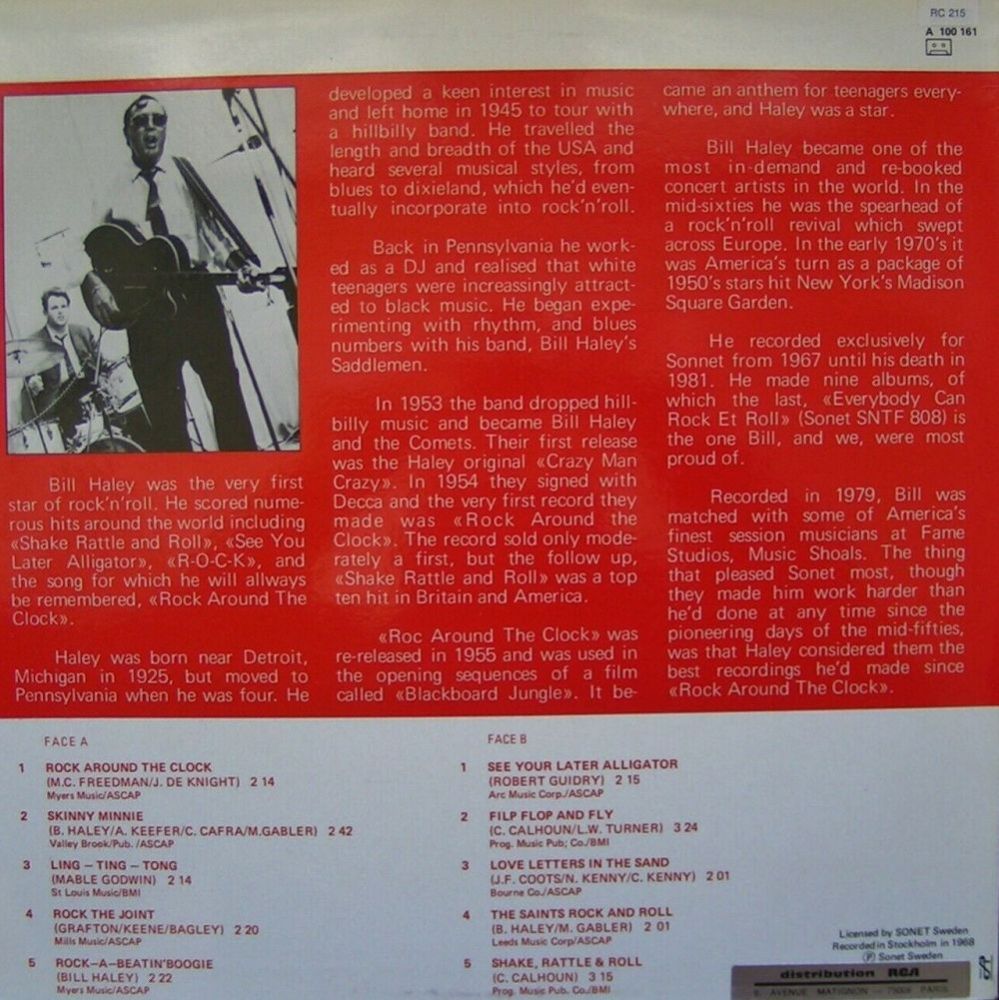 RC 215
A 100 161
Bill Haley was the very first
star of rock'n'roll. He scored nume-
rous hits around the world including
«Shake Rattle and Roll», «See You
Later Alligator», «R-O-C-K», and
the song for which he will allways
be remembered, «Rock Around The
Clock».
Haley was born near Detroit,
Michigan in 1925, but moved to
Pennsylvania when he was four. He
developed a keen interest in music
and left home in 1945 to tour with
a hillbilly band. He travelled the
length and breadth of the USA and
heard several musical styles, from
blues to dixieland, which he'd even-
tually incorporate into rock'n'roll.
Back in Pennsylvania he work-
ed as a DJ and realised that white
teenagers were increasingly attract-
ed to black music. He began expe-
rimenting with rhythm, and blues
numbers with his band, Bill Haley's
Saddlemen.
In 1953 the band dropped hill-
billy music and became Bill Haley
and the Comets. Their first release
was the Haley original «Crazy Man
Crazy». In 1954 they signed with
Decca and the very first record they
made was «Rock Around the
Clock». The record sold only mode-
rately a first, but the follow up,
«Shake Rattle and Roll» was a top
ten hit in Britain and America.
«Roc Around The Clock» was
re-released in 1955 and was used in
the opening sequences of a film
called «Blackboard Jungle». It be-
came an anthem for teenagers every-
where, and Haley was a star.
Bill Haley became one of the
most in-demand and re-booked
concert artists in the world. In the
mid-sixties he was the spearhead of
a rock'n'roll revival which swept
across Europe. In the early 1970's it
was America's turn as a package of
1950's stars hit New York's Madison
Square Garden.
He recorded exclusively for
Sonnet from 1967 until his death in
1981. He made nine albums, of
which the last, «Everybody Can
Rock Et Roll» (Sonet SNTF 808) is
the one Bill, and we, were most
proud of.
Recorded in 1979, Bill was
matched with some of America's
finest session musicians at Fame
Studios, Music Shoals. The thing
that pleased Sonet most, though
they made him work harder than
he'd done at any time since the
pioneering days of the mid-fifties,
was that Haley considered them the
best recordings he'd made since
«Rock Around The Clock».
FACE A
1 ROCK AROUND THE CLOCK
(M.C. FREEDMAN/J. DE KNIGHT) 2 14
Myers Music/ASCAP
2 SKINNY MINNIE
(B. HALEY/A. KEEFER/C. CAFRA/M.GABLER) 2 42
Valley Brook/Pub. /ASCAP
3 LING – TING – TONG
(MABLE GODWIN) 2 14
St Louis Music/BMI
4 ROCK THE JOINT
(GRAFTON/KEENE/BAGLEY) 2 20
Mills Music/ASCAP
5 ROCK–A–BEATIN'BOOGIE
(BILL HALEY) 2 22
Myers Music/ASCAP
FACE B
1 SEE YOUR LATER ALLIGATOR
(ROBERT GUIDRY) 2 15
Arc Music Corp./ASCAP
2 FILP FLOP AND FLY
(C. CALHOUN/L.W. TURNER) 3 24
Prog. Music Pub; Co./BMI
3 LOVE LETTERS IN THE SAND
(J.F. COOTS/N. KENNY/C. KENNY) 2 01
Bourne Co./ASCAP
4 THE SAINTS ROCK AND ROLL
(B. HALEY/M. GABLER) 2 01
Leeds Music Corp/ASCAP
5 SHAKE, RATTLE & ROLL
(C. CALHOUN) 3 15
Prog. Music Pub. Co./BMI
Licensed by SONET Sweden
Recorded in Stockholm in 1968
Ⓟ Sonet Sweden
distribution RCA
9, AVENUE MATIGNON — 75008 PARIS